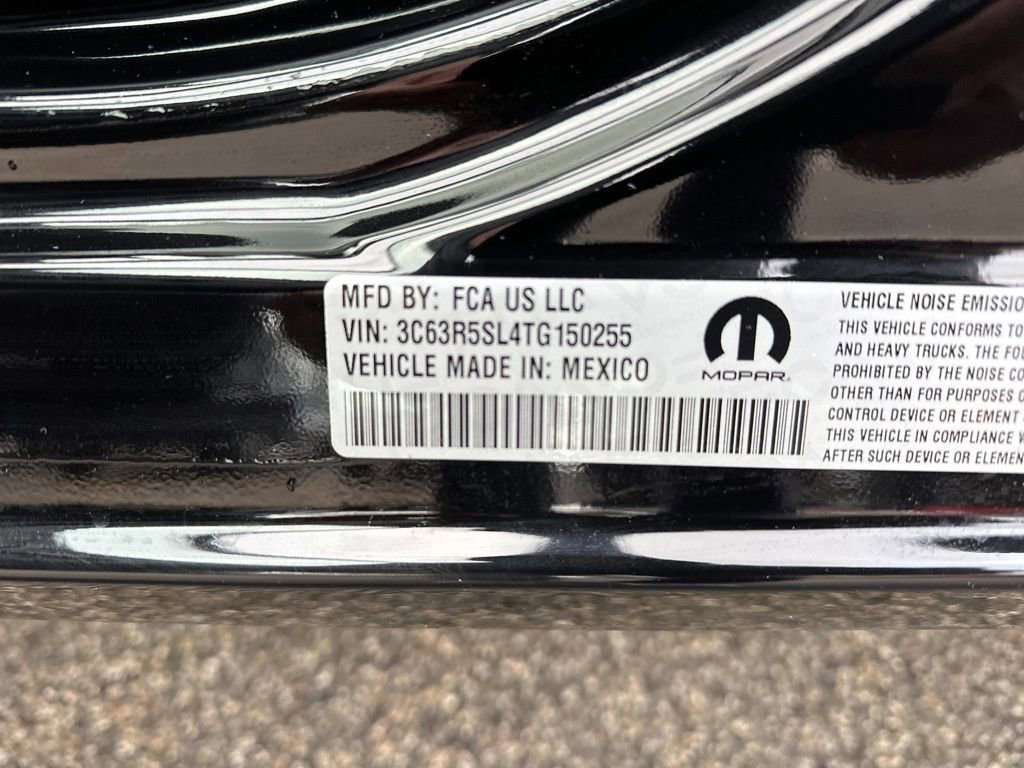 MFD BY: FCA US LLC
VIN: 3C63R5SL4TG150255
VEHICLE MADE IN: MEXICO
MOPAR®
VEHICLE NOISE EMISSIO
THIS VEHICLE CONFORMS TO
AND HEAVY TRUCKS. THE FOL
PROHIBITED BY THE NOISE CO
OTHER THAN FOR PURPOSES O
CONTROL DEVICE OR ELEMENT
THIS VEHICLE IN COMPLIANCE W
AFTER SUCH DEVICE OR ELEMEN